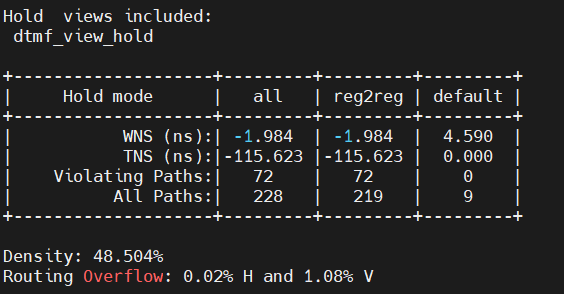 Hold  views included:
 dtmf_view_hold

+--------------------+---------+---------+---------+
|     Hold mode      |   all   | reg2reg | default |
+--------------------+---------+---------+---------+
|           WNS (ns):| -1.984  | -1.984  |  4.590  |
|           TNS (ns):|-115.623 |-115.623 |  0.000  |
|    Violating Paths:|   72    |   72    |    0    |
|          All Paths:|   228   |   219   |    9    |
+--------------------+---------+---------+---------+

Density: 48.504%
Routing Overflow: 0.02% H and 1.08% V